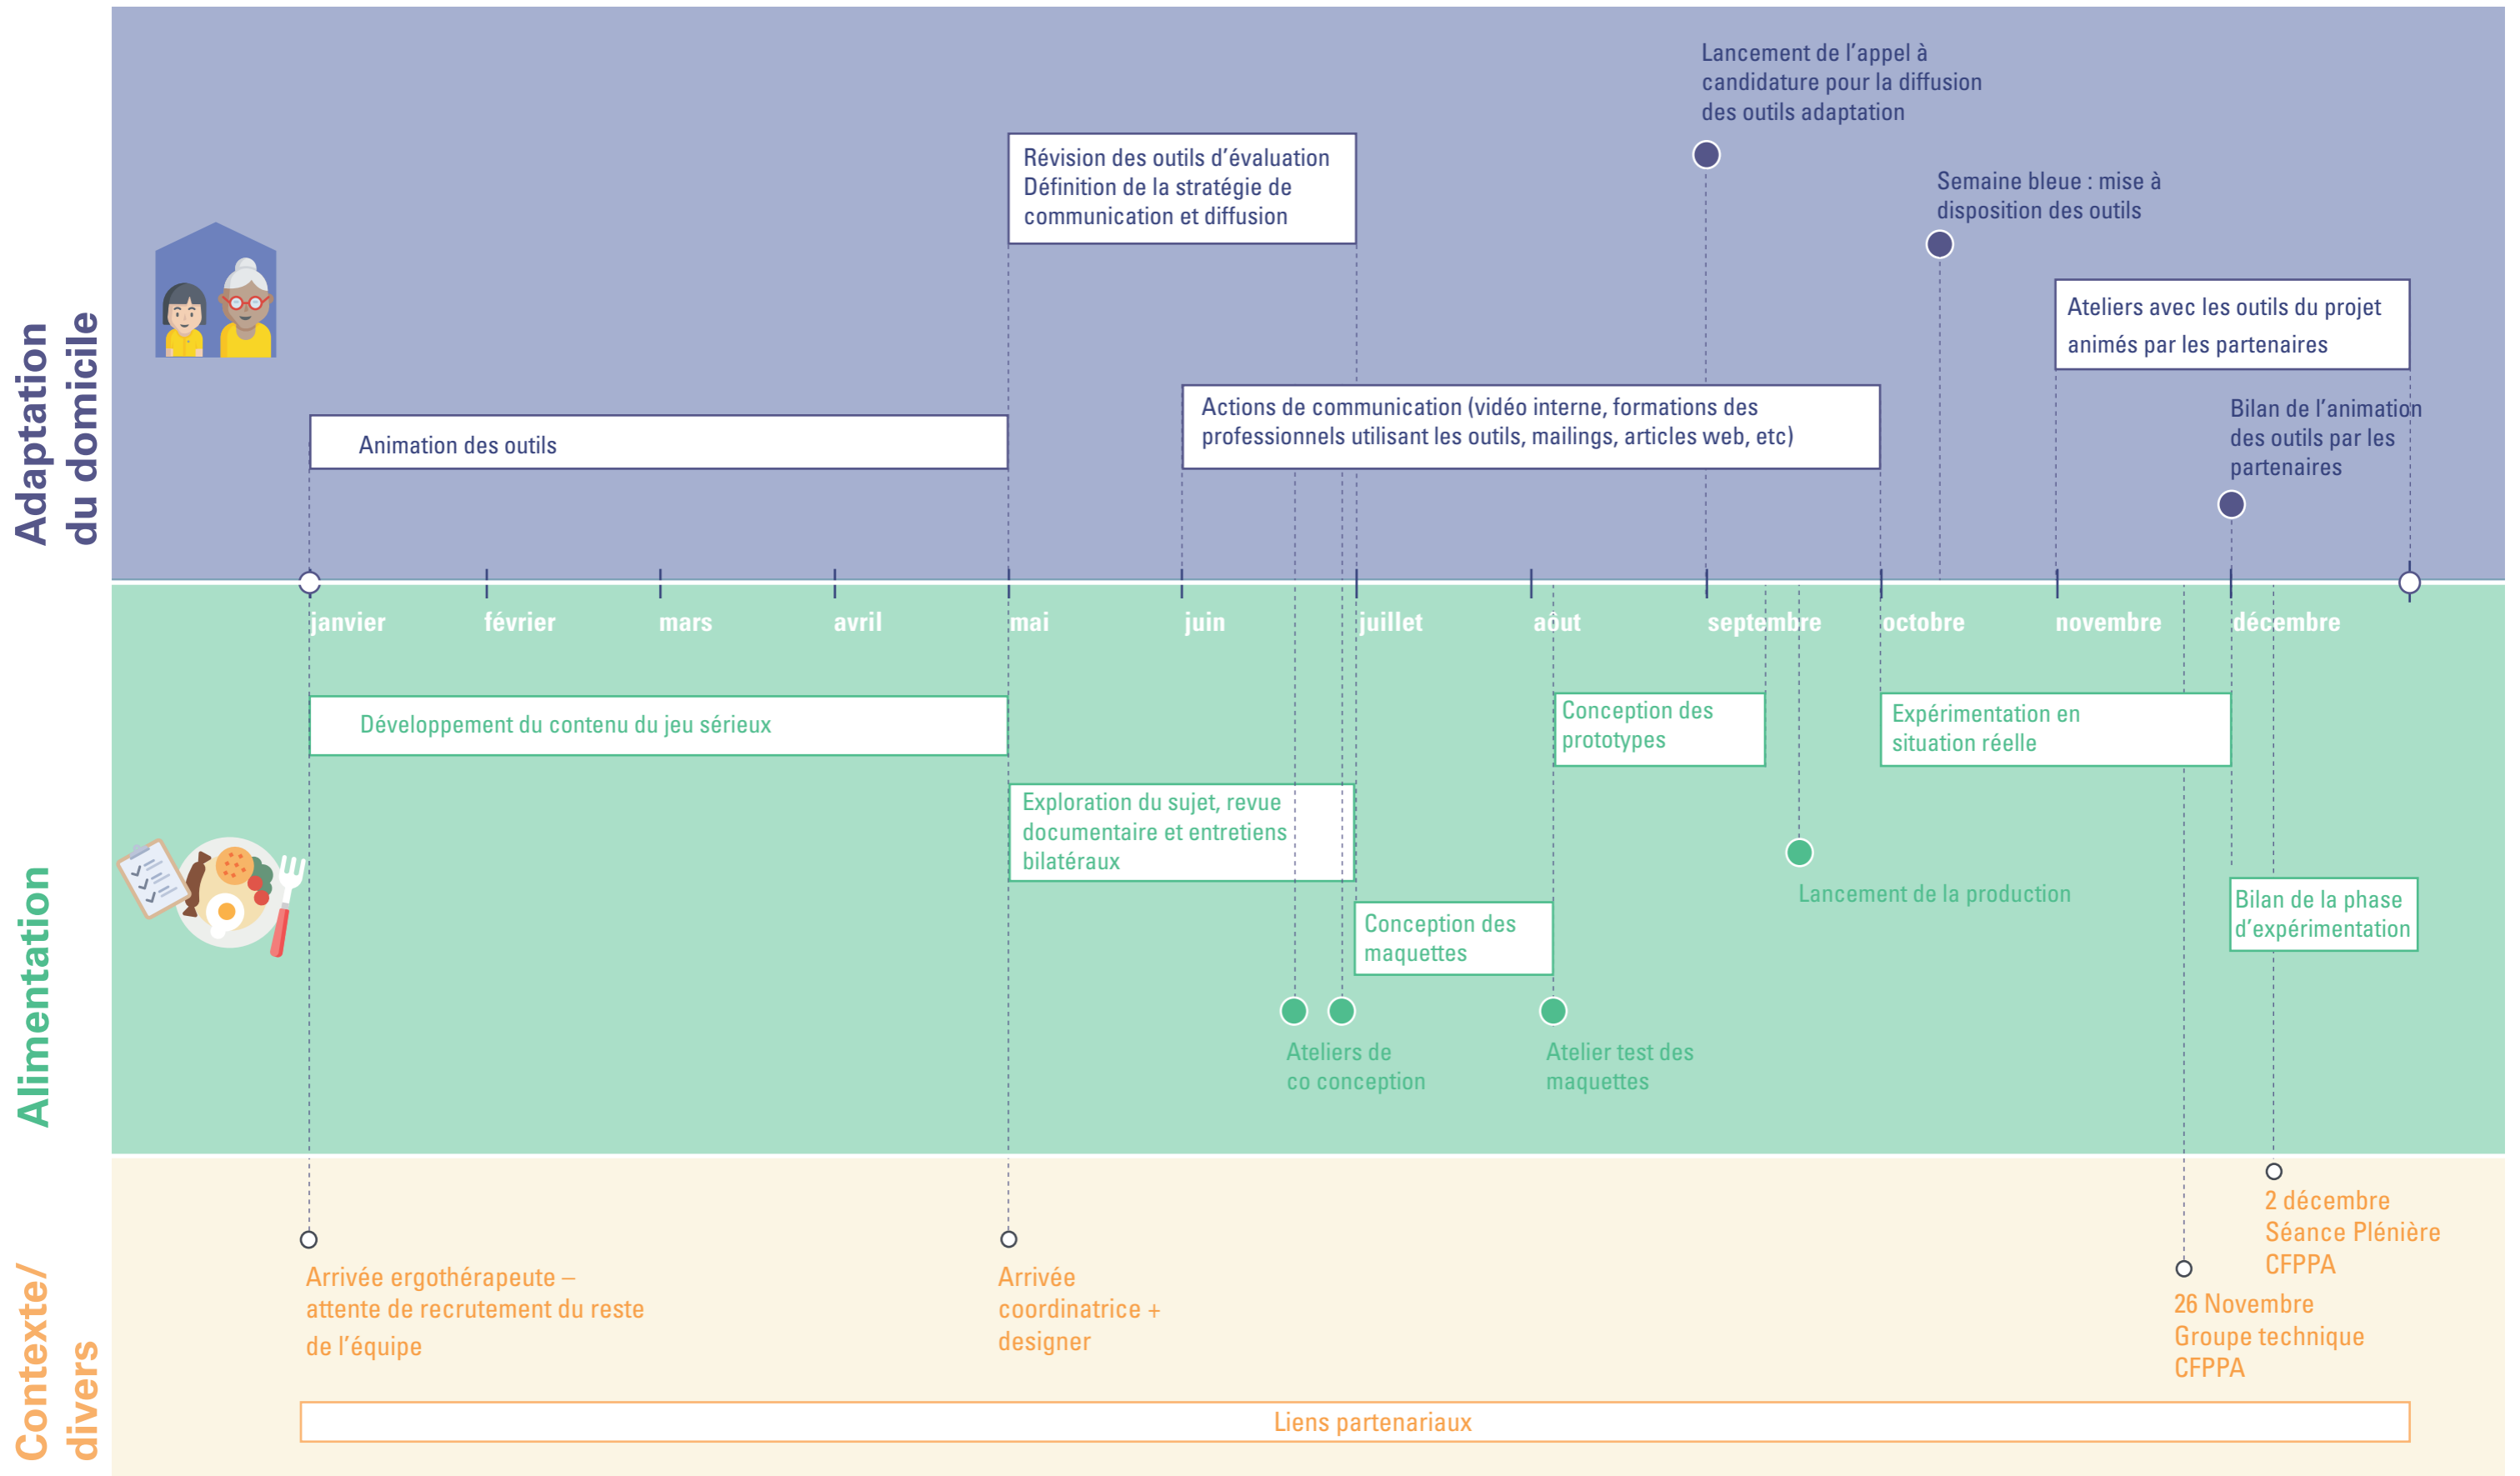 Adaptation
du domicile
Lancement de l'appel à
candidature pour la diffusion
des outils adaptation
Révision des outils d'évaluation
Définition de la stratégie de
communication et diffusion
Semaine bleue : mise à
disposition des outils
Ateliers avec les outils du projet
animés par les partenaires
Actions de communication (vidéo interne, formations des
professionnels utilisant les outils, mailings, articles web, etc)
Animation des outils
Bilan de l'animation
des outils par les
partenaires
janvier
février
mars
avril
mai
juin
juillet
août
septembre
octobre
novembre
décembre
Alimentation
Développement du contenu du jeu sérieux
Conception des
prototypes
Expérimentation en
situation réelle
Exploration du sujet, revue
documentaire et entretiens
bilatéraux
Lancement de la production
Bilan de la phase
d'expérimentation
Conception des
maquettes
Ateliers de
co conception
Atelier test des
maquettes
Contexte/
divers
2 décembre
Séance Plénière
CFPPA
Arrivée ergothérapeute –
attente de recrutement du reste
de l'équipe
Arrivée
coordinatrice +
designer
26 Novembre
Groupe technique
CFPPA
Liens partenariaux